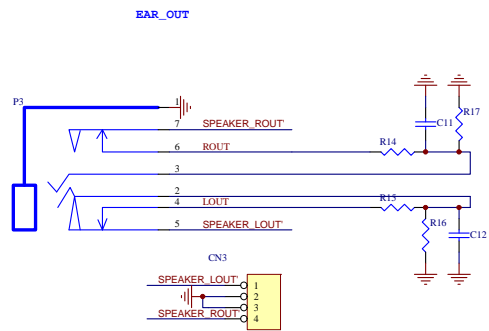 EAR_OUT
P3
1
7 SPEAKER_ROUT'
6 ROUT
R14
C11
R17
3
2
4 LOUT
R15
5 SPEAKER_LOUT'
R16
C12
CN3
SPEAKER_LOUT' 1
2
3
SPEAKER_ROUT' 4